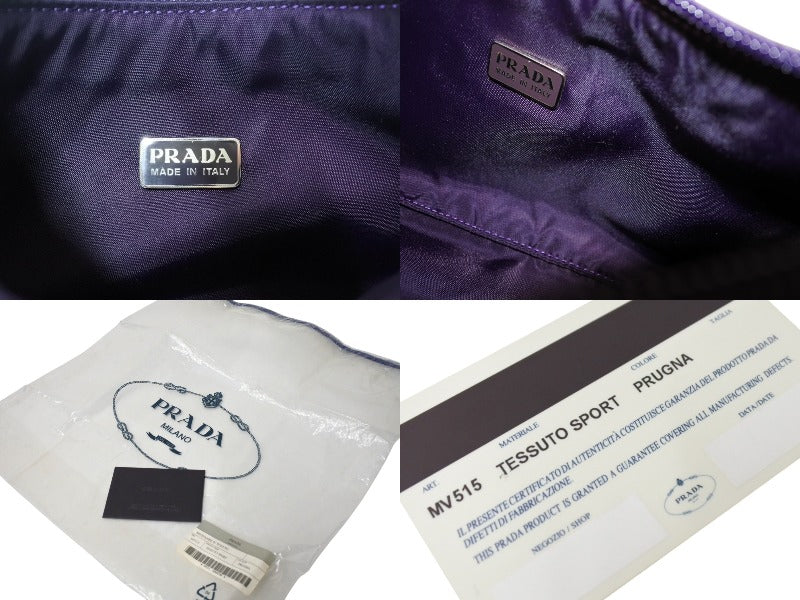 PRADA
MADE IN ITALY
PRADA
MADE IN ITALY
PRADA
MILANO
ART. MATERIALE COLORE TAGLIA
MV515 TESSUTO SPORT PRUGNA
IL PRESENTE CERTIFICATO DI AUTENTICITÀ COSTITUISCE GARANZIA DEL PRODOTTO PRADA DA
DIFETTI DI FABBRICAZIONE.
THIS PRADA PRODUCT IS GRANTED A GUARANTEE COVERING ALL MANUFACTURING DEFECTS.
NEGOZIO / SHOP
PRADA
DATA/DATE